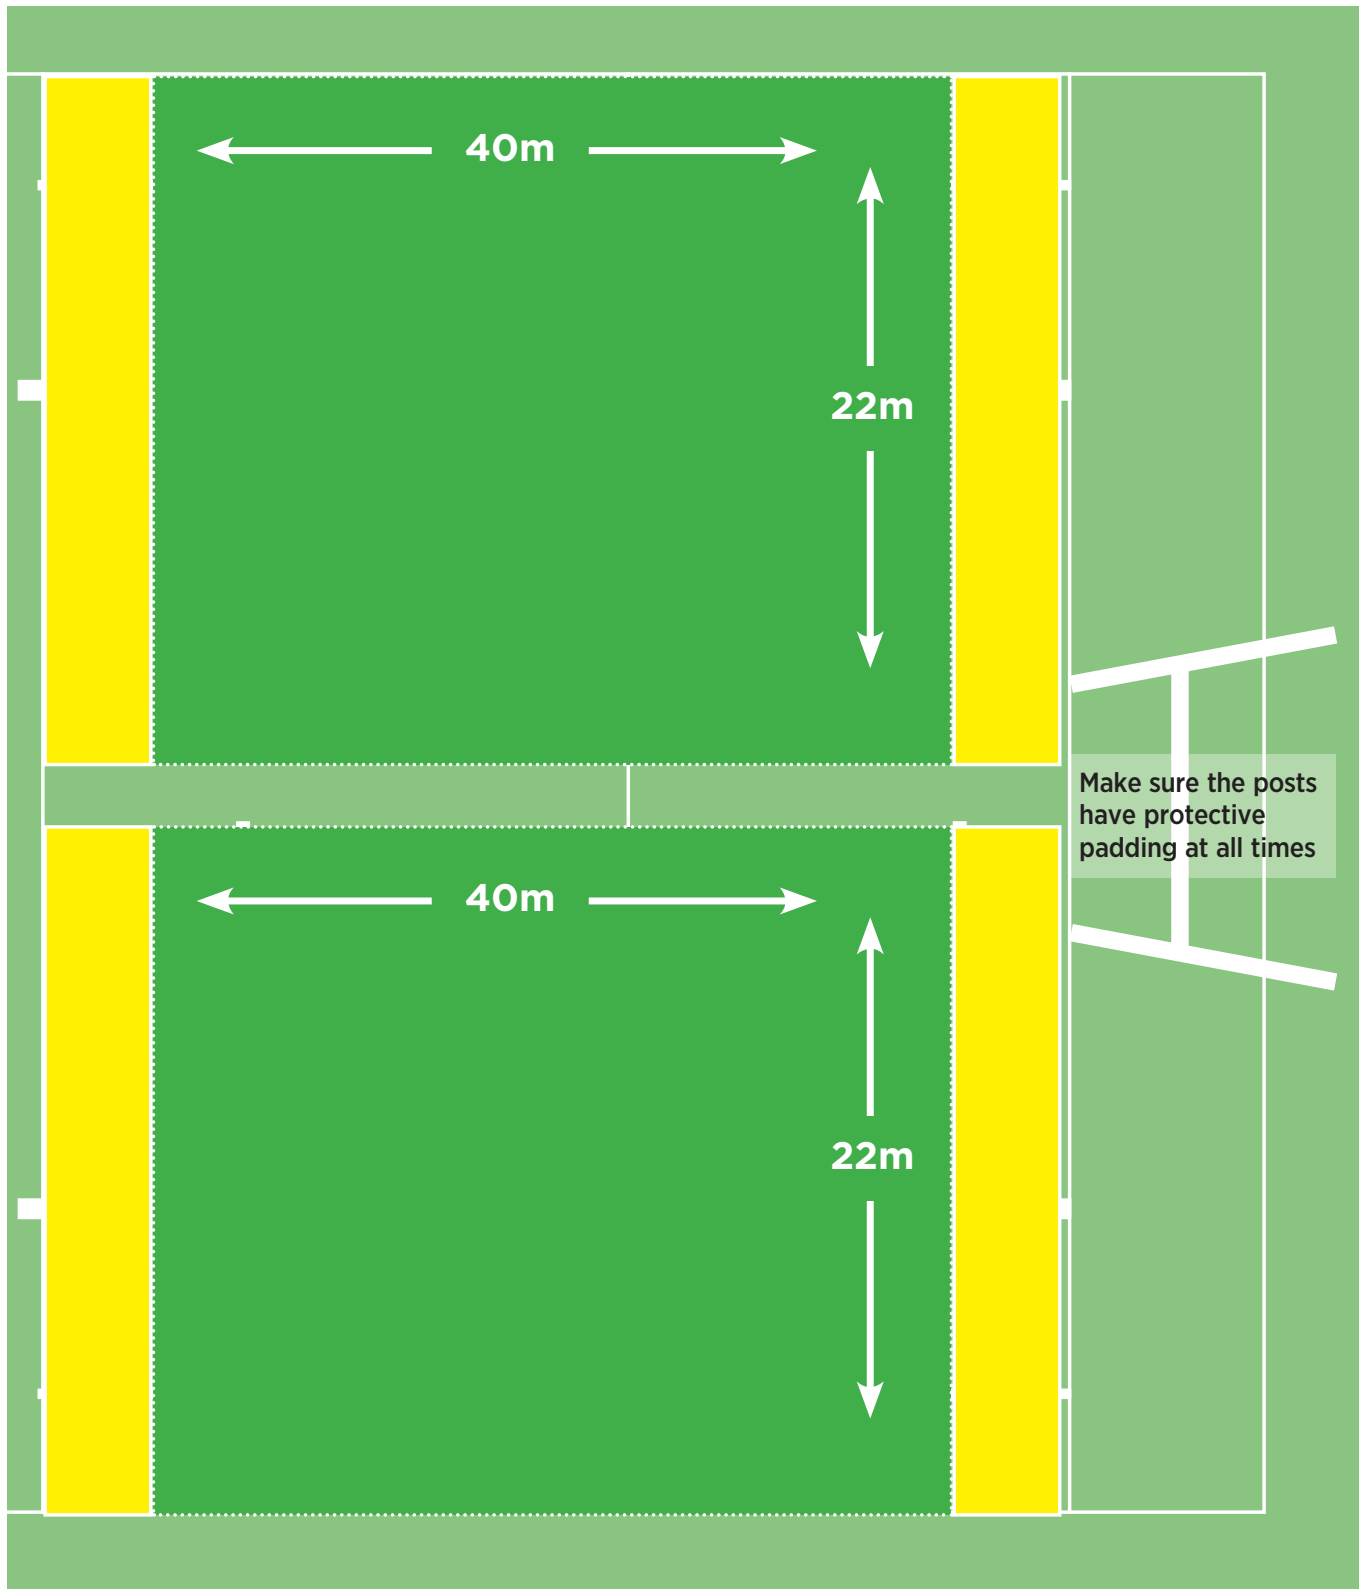 40m
22m
Make sure the posts
have protective
padding at all times
40m
22m